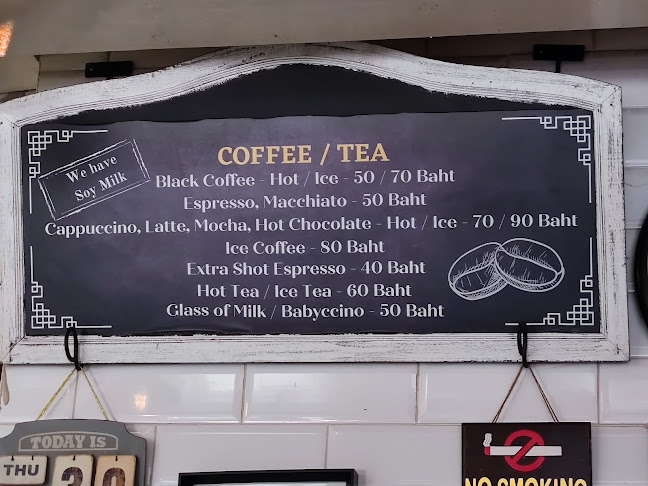 We have
Soy Milk
COFFEE / TEA
Black Coffee - Hot / Ice - 50 / 70 Baht
Espresso, Macchiato - 50 Baht
Cappuccino, Latte, Mocha, Hot Chocolate - Hot / Ice - 70 / 90 Baht
Ice Coffee - 80 Baht
Extra Shot Espresso - 40 Baht
Hot Tea / Ice Tea - 60 Baht
Glass of Milk / Babyccino - 50 Baht
TODAY IS
THU
NO SMOKING